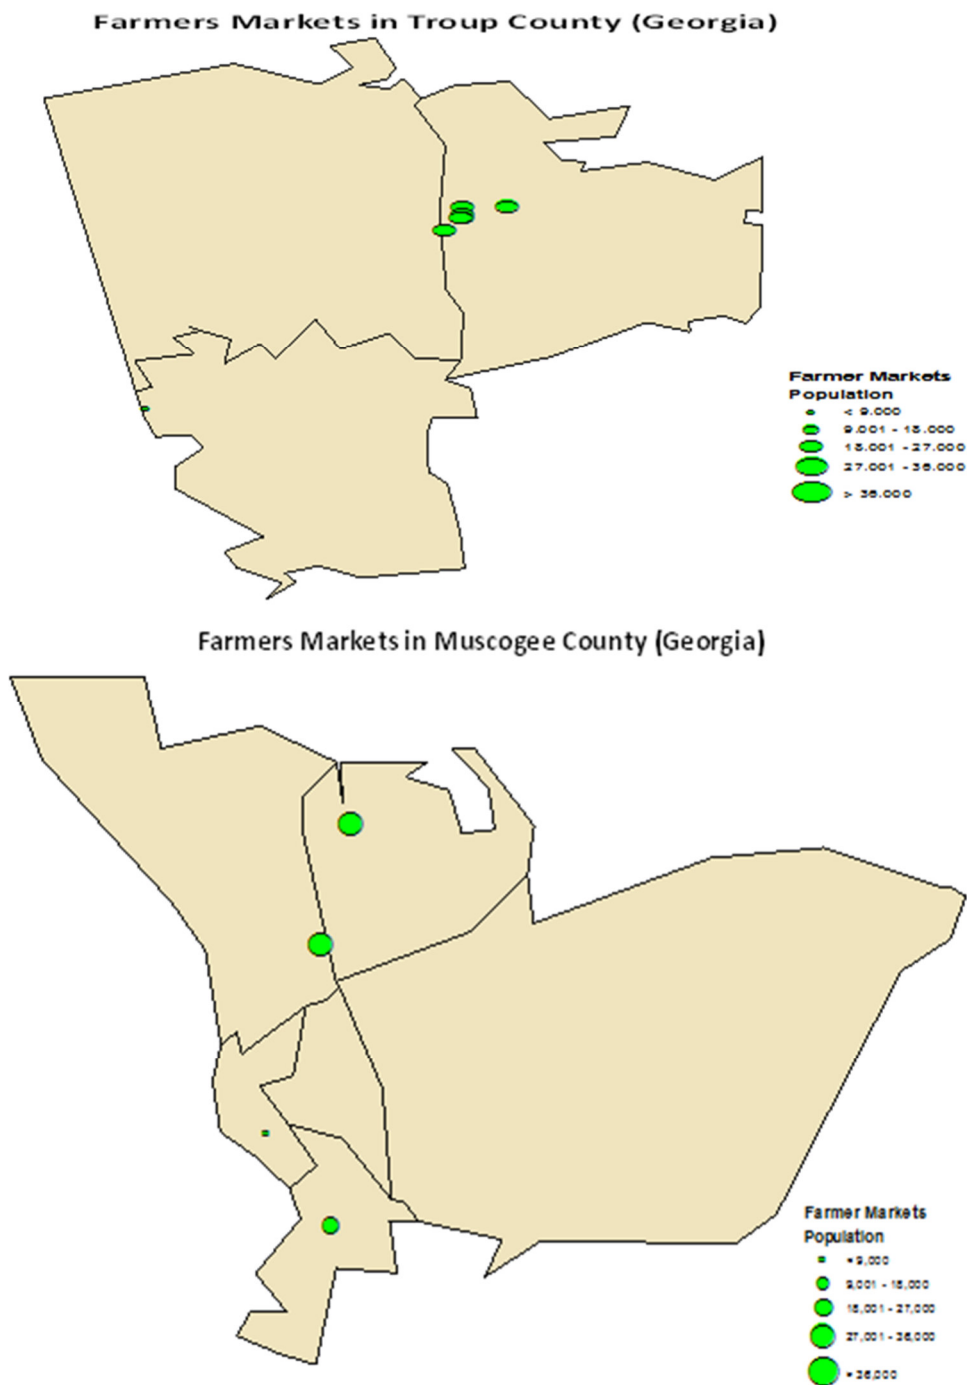 Farmers Markets in Troup County (Georgia)
Farmer Markets
Population
< 9.000
9.001 - 18.000
18.001 - 27.000
27.001 - 36.000
> 36.000
Farmers Markets in Muscogee County (Georgia)
Farmer Markets
Population
9,000
9,001 - 18,000
18,001 - 27,000
27,001 - 36,000
36,000